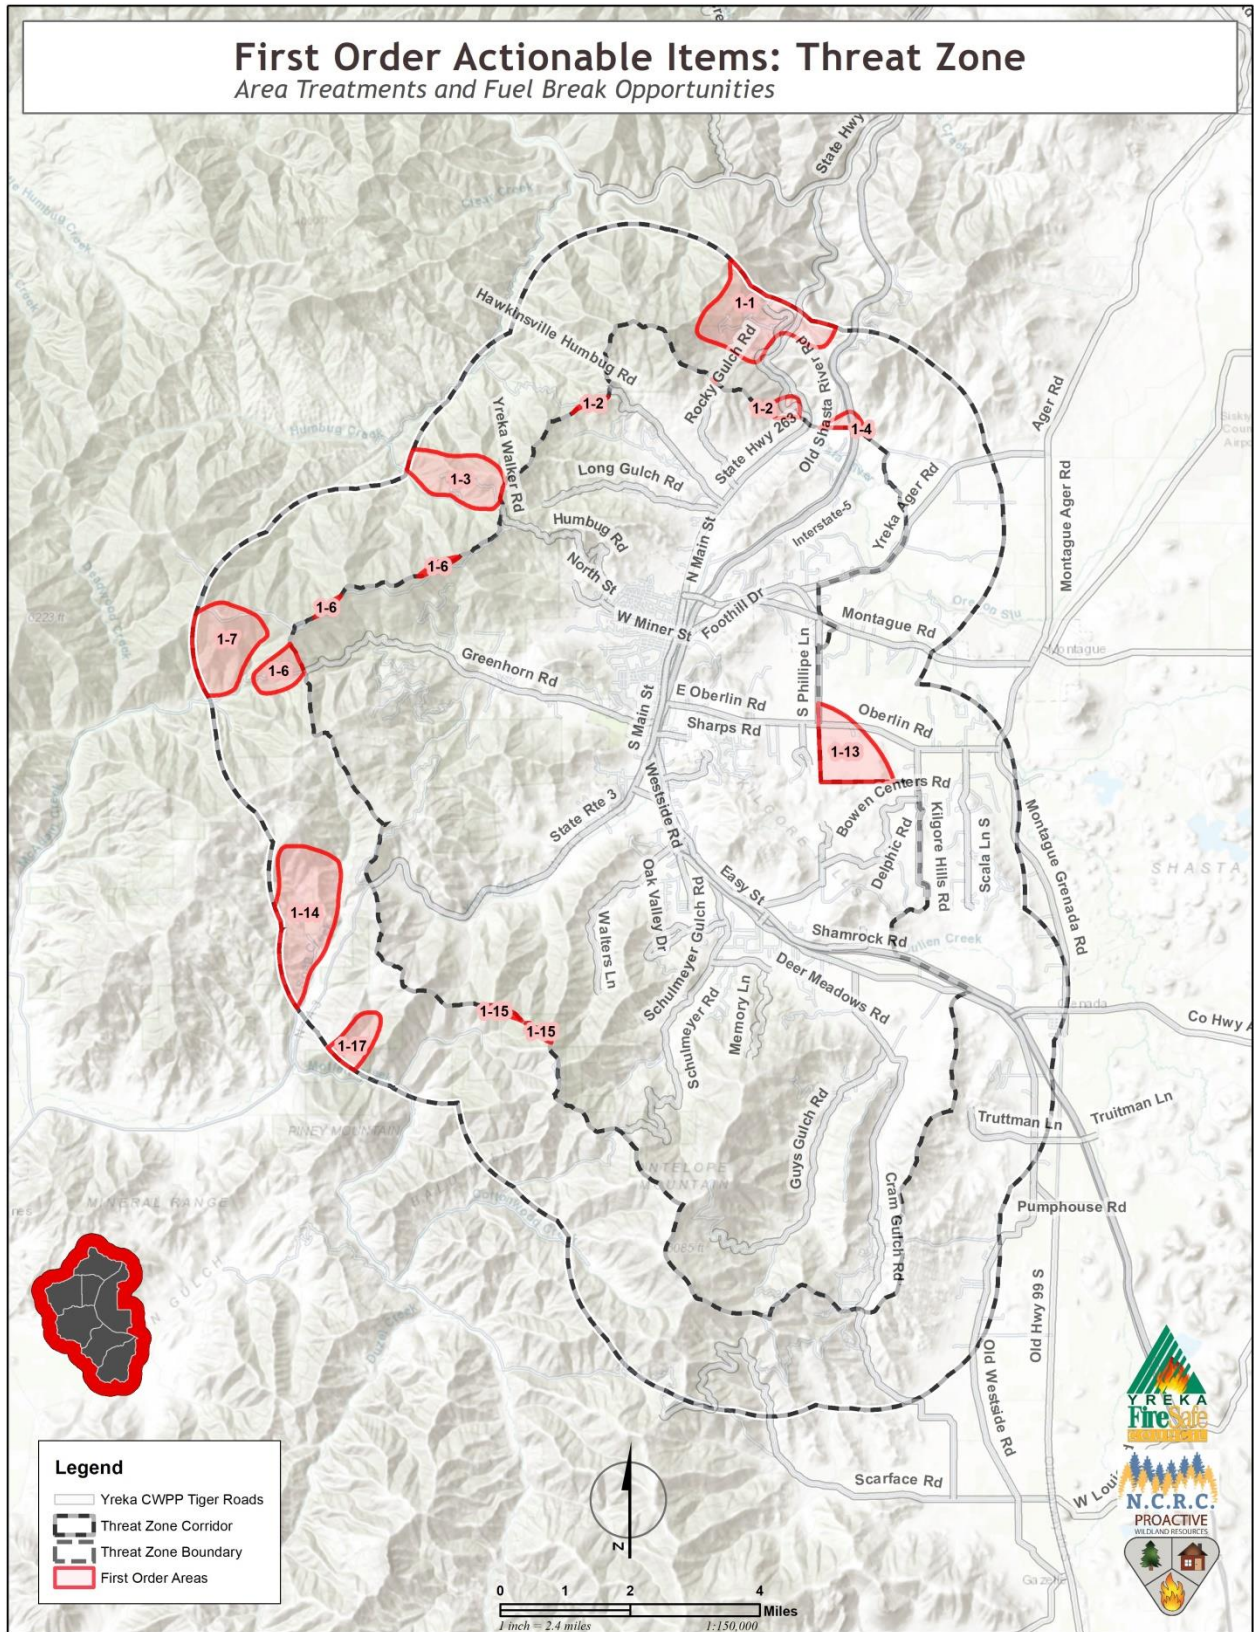 First Order Actionable Items: Threat Zone
Area Treatments and Fuel Break Opportunities
State Hwy
Hawkinsville Humbug Rd
1-1
Rocky Gulch Rd
Old Shasta River Rd
1-2
1-2
1-4
State Hwy 263
Yreka Walker Rd
Humbug Creek
1-3
Long Gulch Rd
Humbug Rd
North St
N Main St
Interstate-5
Yreka Ager Rd
Ager Rd
Montague Ager Rd
1-6
1-6
1-6
1-7
W Miner St
Foothill Dr
Montague Rd
Montague
Greenhorn Rd
S Main St
E Oberlin Rd
Sharps Rd
S Phillipe Ln
Oberlin Rd
1-13
Bowen Centers Rd
Westside Rd
State Rte 3
Delphic Rd
Kilgore Hills Rd
Scala Ln S
Montague Grenada Rd
SHASTA
Oak Valley Dr
Easy St
1-14
Walters Ln
Schulmeyer Gulch Rd
Shamrock Rd
Deer Meadows Rd
Schulmeyer Rd
Memory Ln
Grenada
Co Hwy A
1-15
1-15
1-17
Guys Gulch Rd
Truttman Ln
Truitman Ln
ANTELOPE
MOUNTAIN
MINERAL RANGE
Cram Gulch Rd
Pumphouse Rd
Old Hwy 99 S
Old Westside Rd
Scarface Rd
W Loui
YREKA
FireSafe
N.C.R.C.
PROACTIVE
WILDLAND RESOURCES
Legend
Yreka CWPP Tiger Roads
Threat Zone Corridor
Threat Zone Boundary
First Order Areas
N
0 1 2 4
Miles
1 inch = 2.4 miles 1:150,000